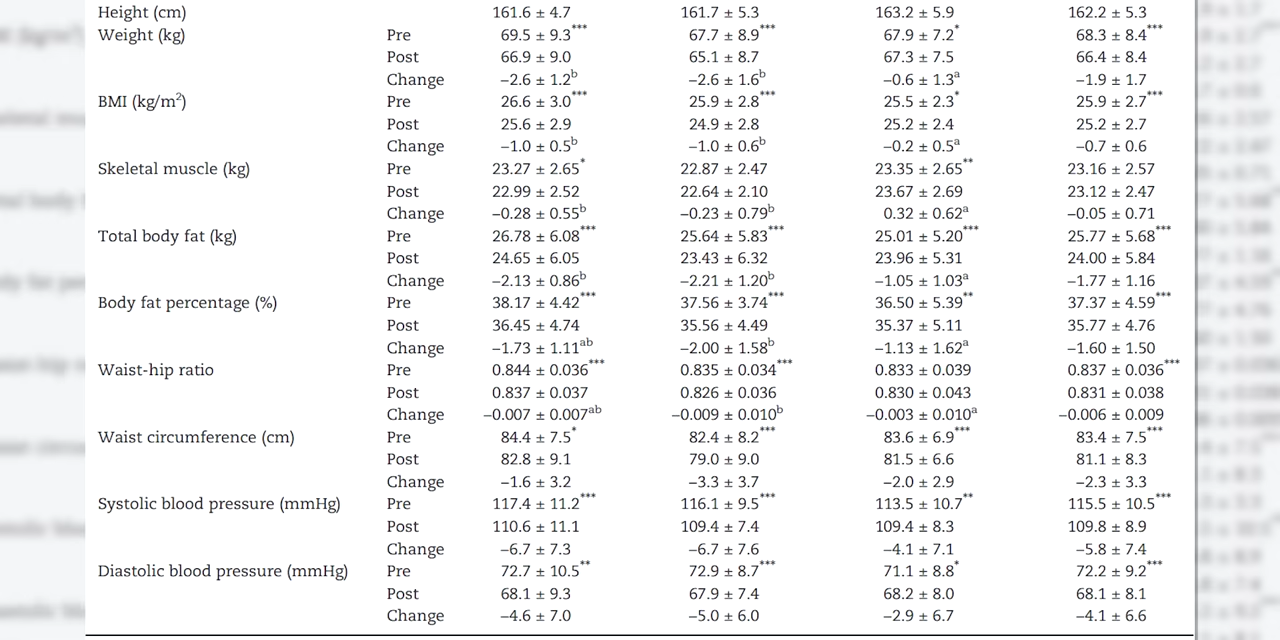 Height (cm) 161.6 ± 4.7 161.7 ± 5.3 163.2 ± 5.9 162.2 ± 5.3
Weight (kg) Pre 69.5 ± 9.3*** 67.7 ± 8.9*** 67.9 ± 7.2* 68.3 ± 8.4***
Post 66.9 ± 9.0 65.1 ± 8.7 67.3 ± 7.5 66.4 ± 8.4
Change −2.6 ± 1.2b −2.6 ± 1.6b −0.6 ± 1.3a −1.9 ± 1.7
BMI (kg/m2) Pre 26.6 ± 3.0*** 25.9 ± 2.8*** 25.5 ± 2.3* 25.9 ± 2.7***
Post 25.6 ± 2.9 24.9 ± 2.8 25.2 ± 2.4 25.2 ± 2.7
Change −1.0 ± 0.5b −1.0 ± 0.6b −0.2 ± 0.5a −0.7 ± 0.6
Skeletal muscle (kg) Pre 23.27 ± 2.65* 22.87 ± 2.47 23.35 ± 2.65** 23.16 ± 2.57
Post 22.99 ± 2.52 22.64 ± 2.10 23.67 ± 2.69 23.12 ± 2.47
Change −0.28 ± 0.55b −0.23 ± 0.79b 0.32 ± 0.62a −0.05 ± 0.71
Total body fat (kg) Pre 26.78 ± 6.08*** 25.64 ± 5.83*** 25.01 ± 5.20*** 25.77 ± 5.68***
Post 24.65 ± 6.05 23.43 ± 6.32 23.96 ± 5.31 24.00 ± 5.84
Change −2.13 ± 0.86b −2.21 ± 1.20b −1.05 ± 1.03a −1.77 ± 1.16
Body fat percentage (%) Pre 38.17 ± 4.42*** 37.56 ± 3.74*** 36.50 ± 5.39** 37.37 ± 4.59***
Post 36.45 ± 4.74 35.56 ± 4.49 35.37 ± 5.11 35.77 ± 4.76
Change −1.73 ± 1.11ab −2.00 ± 1.58b −1.13 ± 1.62a −1.60 ± 1.50
Waist-hip ratio Pre 0.844 ± 0.036*** 0.835 ± 0.034*** 0.833 ± 0.039 0.837 ± 0.036***
Post 0.837 ± 0.037 0.826 ± 0.036 0.830 ± 0.043 0.831 ± 0.038
Change −0.007 ± 0.007ab −0.009 ± 0.010b −0.003 ± 0.010a −0.006 ± 0.009
Waist circumference (cm) Pre 84.4 ± 7.5* 82.4 ± 8.2*** 83.6 ± 6.9*** 83.4 ± 7.5***
Post 82.8 ± 9.1 79.0 ± 9.0 81.5 ± 6.6 81.1 ± 8.3
Change −1.6 ± 3.2 −3.3 ± 3.7 −2.0 ± 2.9 −2.3 ± 3.3
Systolic blood pressure (mmHg) Pre 117.4 ± 11.2*** 116.1 ± 9.5*** 113.5 ± 10.7** 115.5 ± 10.5***
Post 110.6 ± 11.1 109.4 ± 7.4 109.4 ± 8.3 109.8 ± 8.9
Change −6.7 ± 7.3 −6.7 ± 7.6 −4.1 ± 7.1 −5.8 ± 7.4
Diastolic blood pressure (mmHg) Pre 72.7 ± 10.5** 72.9 ± 8.7*** 71.1 ± 8.8* 72.2 ± 9.2***
Post 68.1 ± 9.3 67.9 ± 7.4 68.2 ± 8.0 68.1 ± 8.1
Change −4.6 ± 7.0 −5.0 ± 6.0 −2.9 ± 6.7 −4.1 ± 6.6